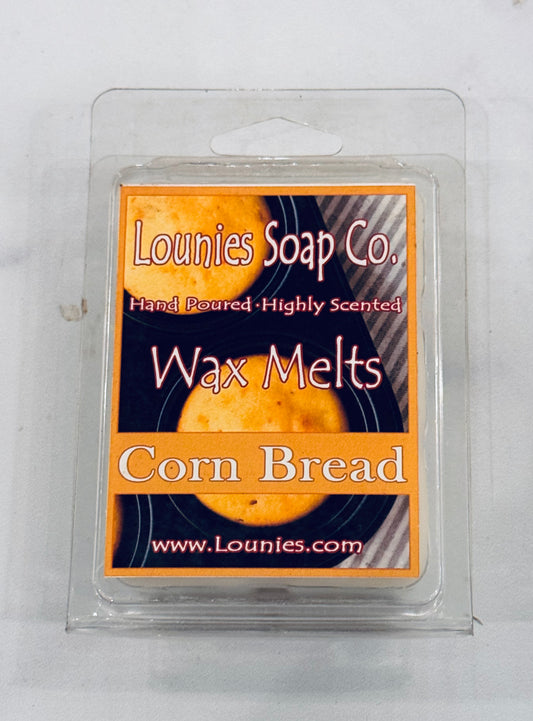 Lounies Soap Co.
Hand Poured·Highly Scented
Wax Melts
Corn Bread
www.Lounies.com